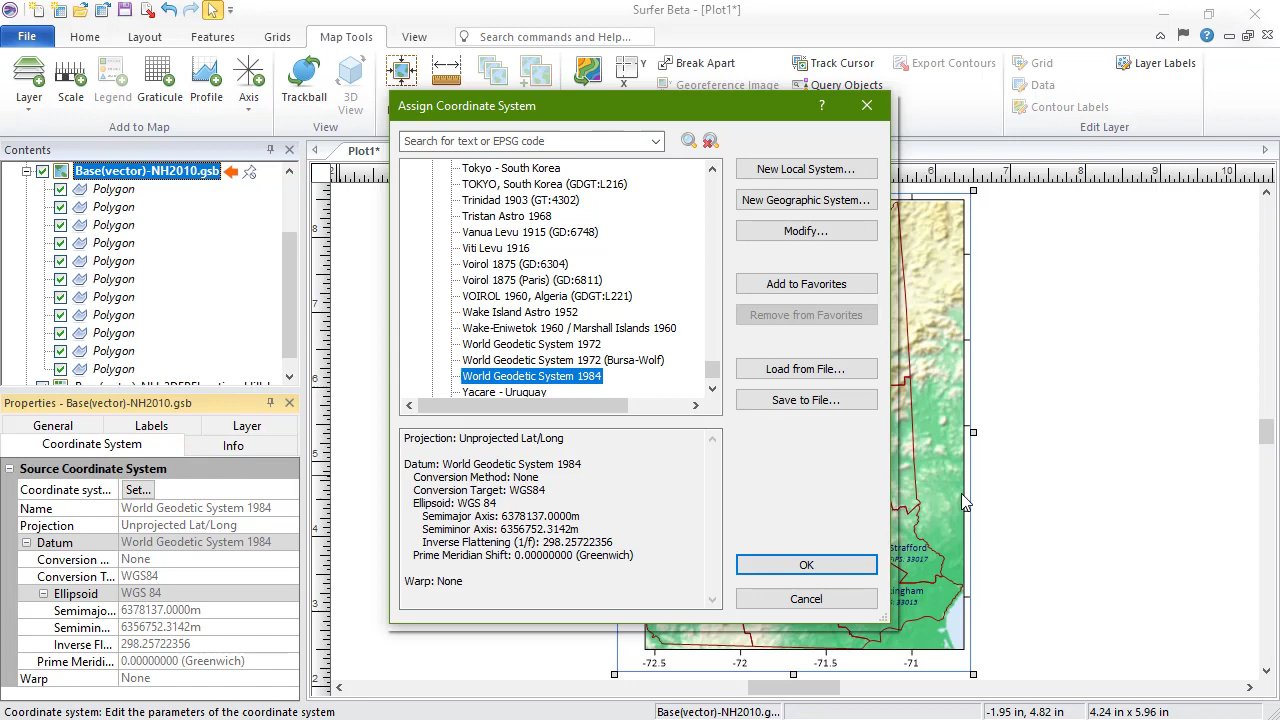 Surfer Beta - [Plot1*]
File
Home
Layout
Features
Grids
Map Tools
View
Search commands and Help...
Layer
Scale
Legend
Graticule
Profile
Axis
Add to Map
Trackball
3D
View
View
Break Apart
Georeference Image
Track Cursor
Query Objects
Export Contours
Grid
Data
Contour Labels
Layer Labels
Edit Layer
Contents
Base(vector)-NH2010.gsb
Polygon
Polygon
Polygon
Polygon
Polygon
Polygon
Polygon
Polygon
Polygon
Polygon
Polygon
Properties - Base(vector)-NH2010.gsb
General
Labels
Layer
Coordinate System
Info
Source Coordinate System
Coordinate syst... Set...
Name World Geodetic System 1984
Projection Unprojected Lat/Long
Datum World Geodetic System 1984
Conversion ... None
Conversion T... WGS84
Ellipsoid WGS 84
Semimajo... 6378137.0000m
Semimin... 6356752.3142m
Inverse Fl... 298.25722356
Prime Meridi... 0.00000000 (Greenwich)
Warp None
Plot1*
6 7 8 9 10
8
7
6
5
4
3
2
Assign Coordinate System
Search for text or EPSG code
Tokyo - South Korea
TOKYO, South Korea (GDGT:L216)
Trinidad 1903 (GT:4302)
Tristan Astro 1968
Vanua Levu 1915 (GD:6748)
Viti Levu 1916
Voirol 1875 (GD:6304)
Voirol 1875 (Paris) (GD:6811)
VOIROL 1960, Algeria (GDGT:L221)
Wake Island Astro 1952
Wake-Eniwetok 1960 / Marshall Islands 1960
World Geodetic System 1972
World Geodetic System 1972 (Bursa-Wolf)
World Geodetic System 1984
Yacare - Uruguay
New Local System...
New Geographic System...
Modify...
Add to Favorites
Remove from Favorites
Load from File...
Save to File...
OK
Cancel
Projection: Unprojected Lat/Long
Datum: World Geodetic System 1984
Conversion Method: None
Conversion Target: WGS84
Ellipsoid: WGS 84
Semimajor Axis: 6378137.0000m
Semiminor Axis: 6356752.3142m
Inverse Flattening (1/f): 298.25722356
Prime Meridian Shift: 0.00000000 (Greenwich)
Warp: None
Strafford
FIPS: 33017
-72.5 -72 -71.5 -71
Coordinate system: Edit the parameters of the coordinate system
Base(vector)-NH2010.g...
-1.95 in, 4.82 in
4.24 in x 5.96 in